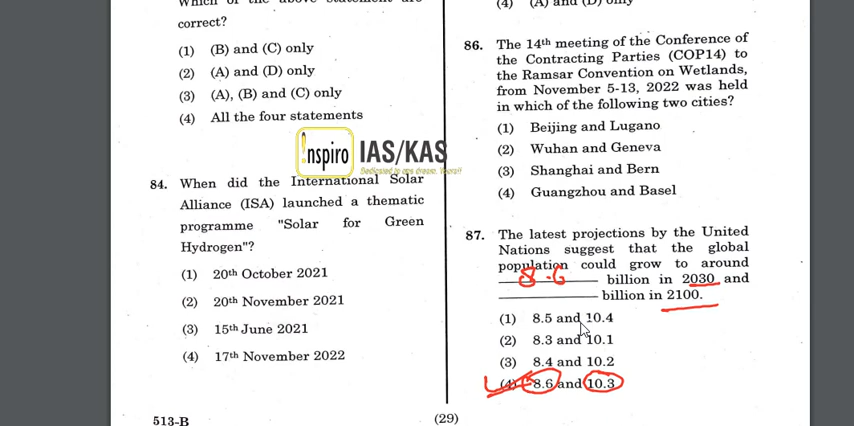 Which of the above statement are
correct?
(1) (B) and (C) only
(2) (A) and (D) only
(3) (A), (B) and (C) only
(4) All the four statements
!nspiro IAS/KAS
84. When did the International Solar
Alliance (ISA) launched a thematic
programme "Solar for Green
Hydrogen"?
(1) 20th October 2021
(2) 20th November 2021
(3) 15th June 2021
(4) 17th November 2022
513-B
(29)
(4) (A) and (D) only
86. The 14th meeting of the Conference of
the Contracting Parties (COP14) to
the Ramsar Convention on Wetlands,
from November 5-13, 2022 was held
in which of the following two cities?
(1) Beijing and Lugano
(2) Wuhan and Geneva
(3) Shanghai and Bern
(4) Guangzhou and Basel
87. The latest projections by the United
Nations suggest that the global
population could grow to around
8.6 billion in 2030 and
billion in 2100.
(1) 8.5 and 10.4
(2) 8.3 and 10.1
(3) 8.4 and 10.2
(4) 8.6 and 10.3